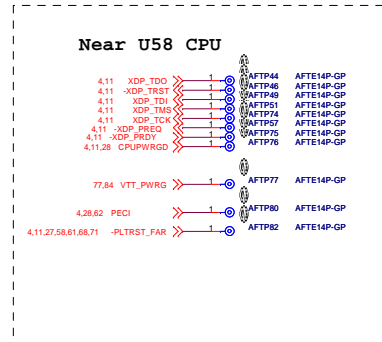 Near U58 CPU
4,11 XDP_TDO 1 AFTP44 AFTE14P-GP
4,11 -XDP_TRST 1 AFTP46 AFTE14P-GP
4,11 XDP_TDI 1 AFTP49 AFTE14P-GP
4,11 XDP_TMS 1 AFTP51 AFTE14P-GP
4,11 XDP_TCK 1 AFTP74 AFTE14P-GP
4,11 -XDP_PREQ 1 AFTP57 AFTE14P-GP
4,11 -XDP_PRDY 1 AFTP75 AFTE14P-GP
4,11,28 CPUPWRGD 1 AFTP76 AFTE14P-GP
77,84 VTT_PWRG 1 AFTP77 AFTE14P-GP
4,28,62 PECI 1 AFTP80 AFTE14P-GP
4,11,27,58,61,68,71 -PLTRST_FAR 1 AFTP82 AFTE14P-GP